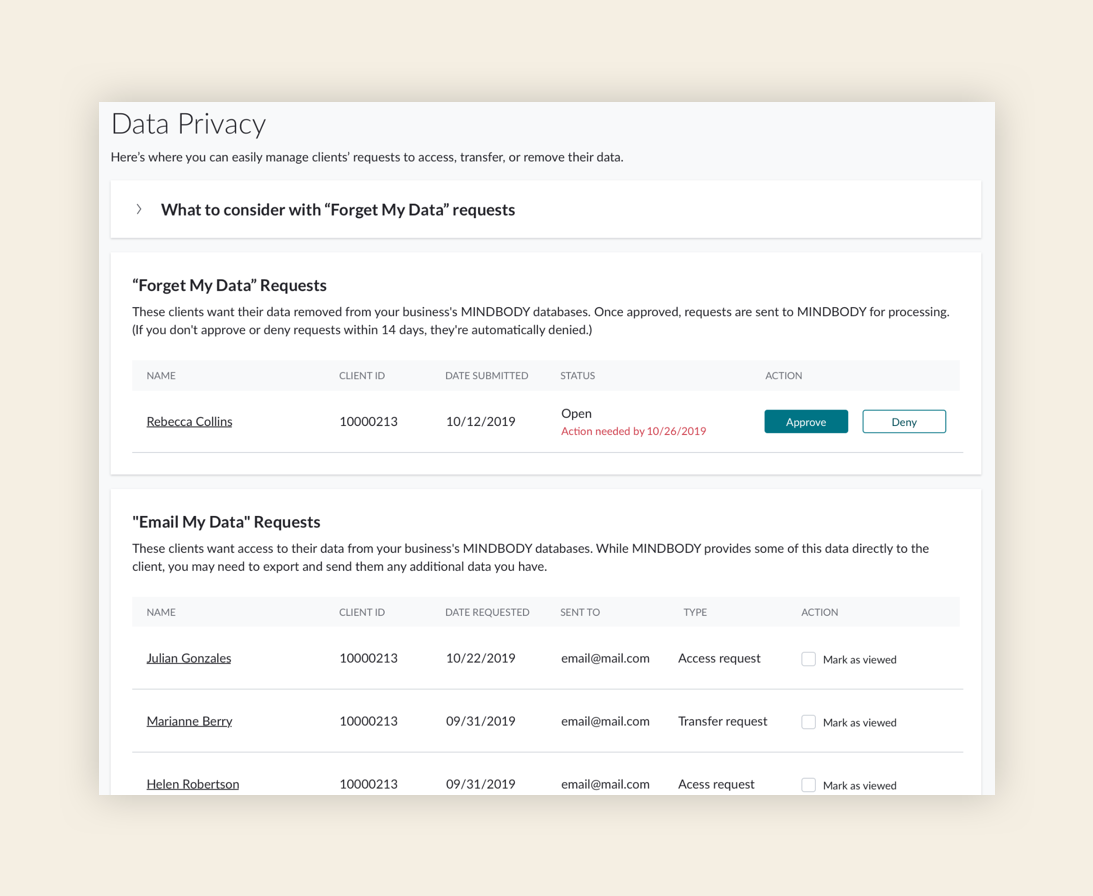 Data Privacy
Here’s where you can easily manage clients’ requests to access, transfer, or remove their data.
What to consider with “Forget My Data” requests
“Forget My Data” Requests
These clients want their data removed from your business's MINDBODY databases. Once approved, requests are sent to MINDBODY for processing.
(If you don't approve or deny requests within 14 days, they're automatically denied.)
NAME CLIENT ID DATE SUBMITTED STATUS ACTION
Rebecca Collins 10000213 10/12/2019 Open Approve Deny
Action needed by 10/26/2019
"Email My Data" Requests
These clients want access to their data from your business's MINDBODY databases. While MINDBODY provides some of this data directly to the
client, you may need to export and send them any additional data you have.
NAME CLIENT ID DATE REQUESTED SENT TO TYPE ACTION
Julian Gonzales 10000213 10/22/2019 email@mail.com Access request Mark as viewed
Marianne Berry 10000213 09/31/2019 email@mail.com Transfer request Mark as viewed
Helen Robertson 10000213 09/31/2019 email@mail.com Acess request Mark as viewed